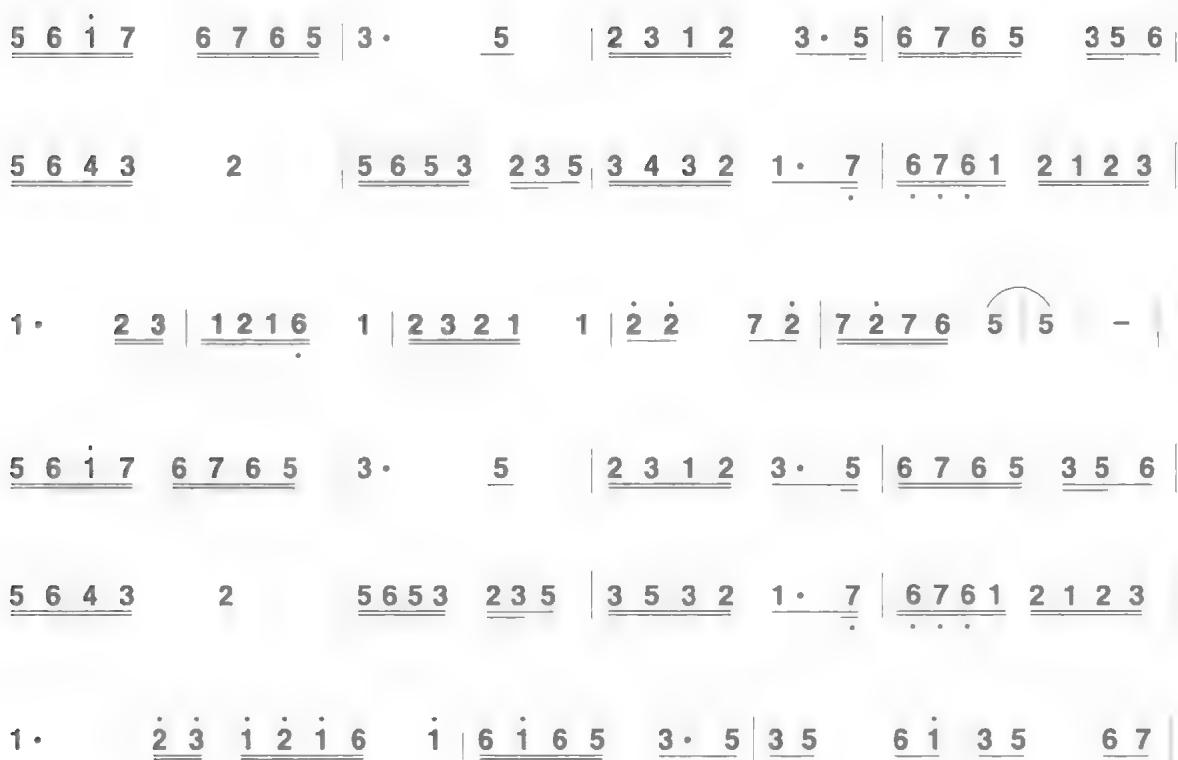 5 6 1̇ 7 6 7 6 5 | 3 · 5 | 2 3 1 2 3 · 5 | 6 7 6 5 3 5 6 |
5 6 4 3 2 | 5 6 5 3 2 3 5 | 3 4 3 2 1 · 7̣ | 6̣ 7̣ 6̣ 1 2 1 2 3 |
1 · 2 3 | 1 2 1 6̣ 1 | 2 3 2 1 1 | 2̇ 2̇ 7 2̇ | 7 2̇ 7 6 5 | 5 – |
5 6 1̇ 7 6 7 6 5 3 · 5 | 2 3 1 2 3 · 5 | 6 7 6 5 3 5 6 |
5 6 4 3 2 5 6 5 3 2 3 5 | 3 5 3 2 1 · 7̣ | 6̣ 7̣ 6̣ 1 2 1 2 3
1 · 2̇ 3̇ 1̇ 2̇ 1̇ 6 1̇ | 6 1̇ 6 5 3 · 5 | 3 5 6 1̇ 3 5 6 7 |